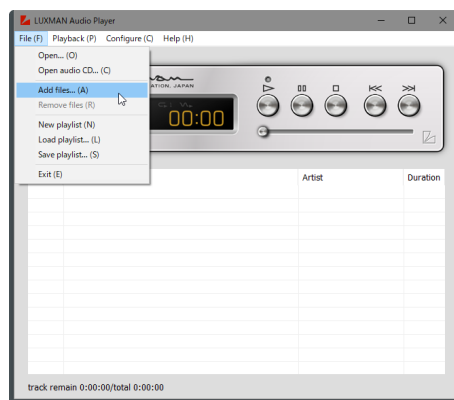 LUXMAN Audio Player
File (F) Playback (P) Configure (C) Help (H)
Open... (O)
Open audio CD... (C)
Add files... (A)
Remove files (R)
New playlist (N)
Load playlist... (L)
Save playlist... (S)
Exit (E)
ATION, JAPAN
00:00
Artist Duration
track remain 0:00:00/total 0:00:00